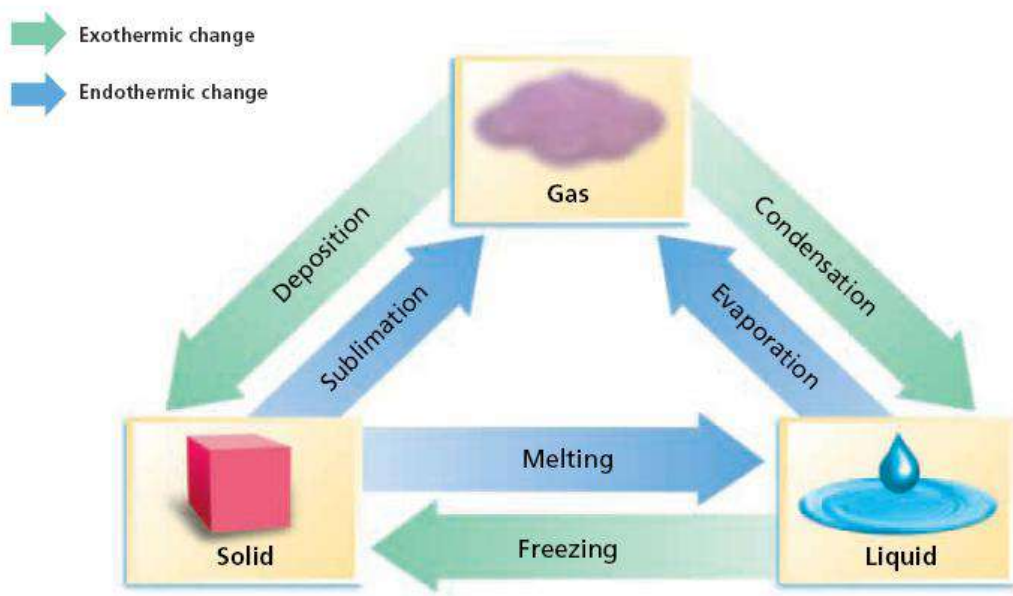 Exothermic change
Endothermic change
Gas
Deposition
Condensation
Sublimation
Evaporation
Melting
Solid
Freezing
Liquid